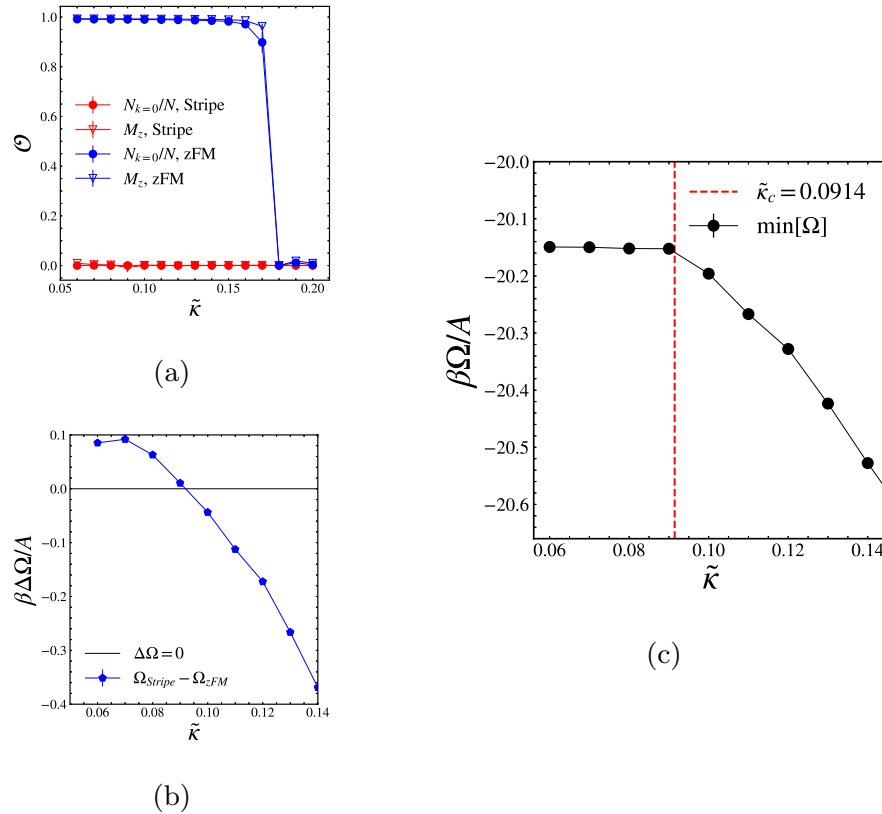 1.0
0.8
0.6
0.4
0.2
0.0
𝒪
N_{k=0}/N, Stripe
M_z, Stripe
N_{k=0}/N, zFM
M_z, zFM
0.05 0.10 0.15 0.20
κ̃
(a)
0.1
0.0
−0.1
−0.2
−0.3
−0.4
βΔΩ/A
ΔΩ=0
Ω_{Stripe} − Ω_{zFM}
0.06 0.08 0.10 0.12 0.14
κ̃
(b)
−20.0
−20.1
−20.2
−20.3
−20.4
−20.5
−20.6
βΩ/A
κ̃_c = 0.0914
min[Ω]
0.06 0.08 0.10 0.12 0.14
κ̃
(c)